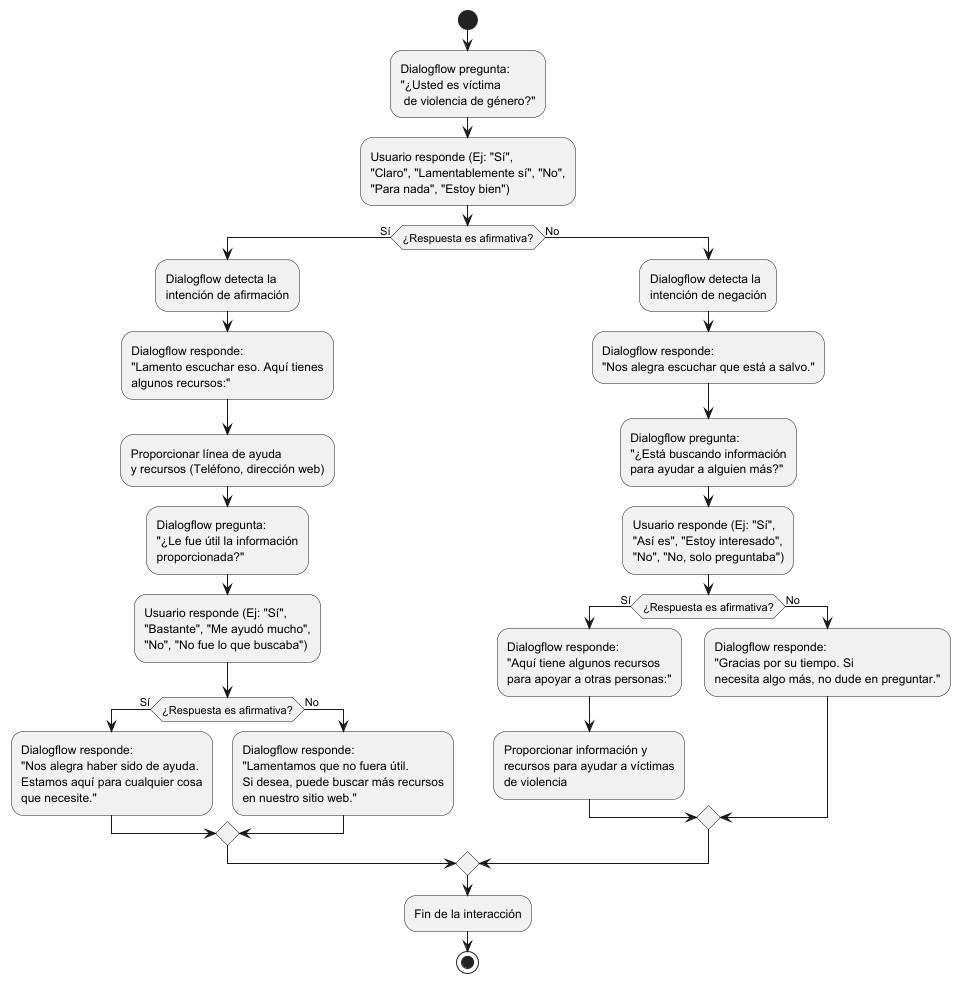 Dialogflow pregunta:
"¿Usted es víctima
de violencia de género?"
Usuario responde (Ej: "Sí",
"Claro", "Lamentablemente sí", "No",
"Para nada", "Estoy bien")
Sí
¿Respuesta es afirmativa?
No
Dialogflow detecta la
intención de afirmación
Dialogflow responde:
"Lamento escuchar eso. Aquí tienes
algunos recursos:"
Proporcionar línea de ayuda
y recursos (Teléfono, dirección web)
Dialogflow pregunta:
"¿Le fue útil la información
proporcionada?"
Usuario responde (Ej: "Sí",
"Bastante", "Me ayudó mucho",
"No", "No fue lo que buscaba")
Sí
¿Respuesta es afirmativa?
No
Dialogflow responde:
"Nos alegra haber sido de ayuda.
Estamos aquí para cualquier cosa
que necesite."
Dialogflow responde:
"Lamentamos que no fuera útil.
Si desea, puede buscar más recursos
en nuestro sitio web."
Dialogflow detecta la
intención de negación
Dialogflow responde:
"Nos alegra escuchar que está a salvo."
Dialogflow pregunta:
"¿Está buscando información
para ayudar a alguien más?"
Usuario responde (Ej: "Sí",
"Así es", "Estoy interesado",
"No", "No, solo preguntaba")
Sí
¿Respuesta es afirmativa?
No
Dialogflow responde:
"Aquí tiene algunos recursos
para apoyar a otras personas:"
Proporcionar información y
recursos para ayudar a víctimas
de violencia
Dialogflow responde:
"Gracias por su tiempo. Si
necesita algo más, no dude en preguntar."
Fin de la interacción